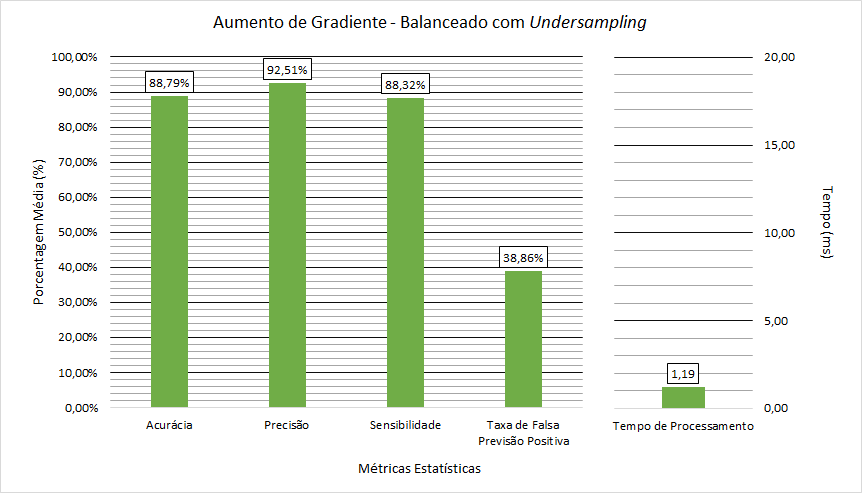 Aumento de Gradiente - Balanceado com Undersampling
100,00%
90,00%
80,00%
70,00%
60,00%
50,00%
40,00%
30,00%
20,00%
10,00%
0,00%
Porcentagem Média (%)
88,79%
92,51%
88,32%
38,86%
1,19
20,00
15,00
10,00
5,00
0,00
Tempo (ms)
Acurácia
Precisão
Sensibilidade
Taxa de Falsa
Previsão Positiva
Tempo de Processamento
Métricas Estatísticas